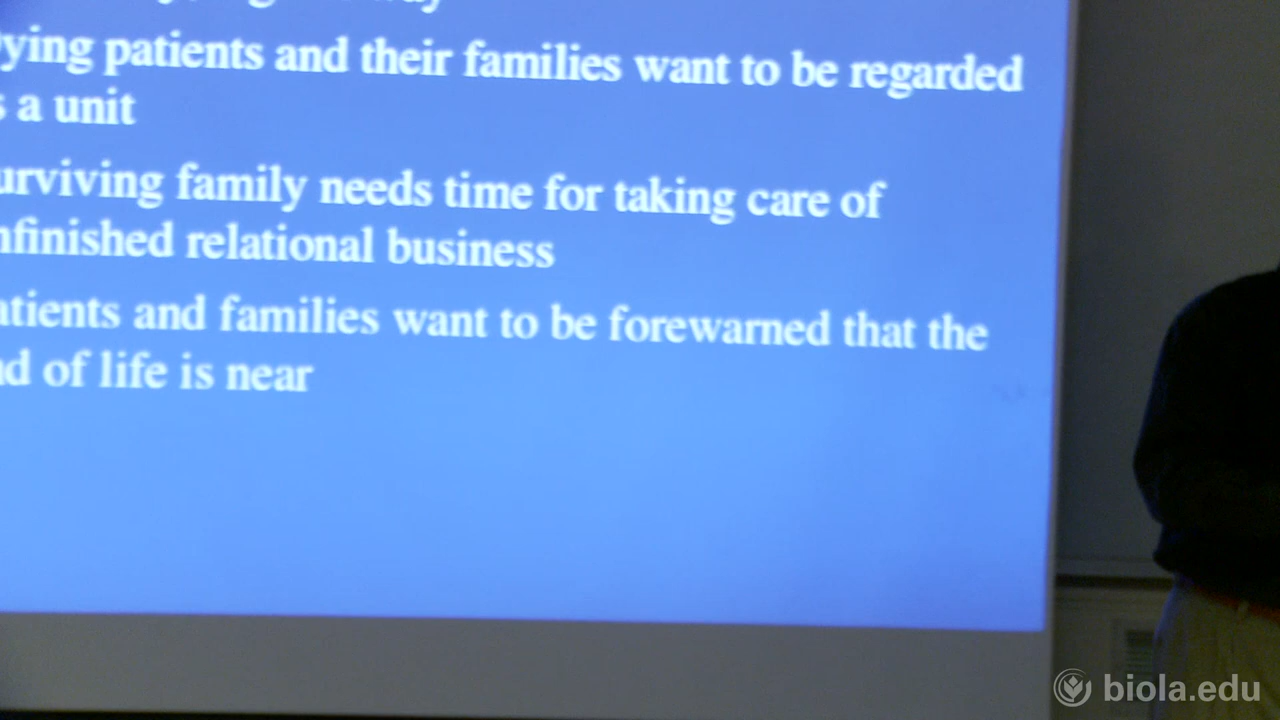 ying patients and their families want to be regarded
s a unit
urviving family needs time for taking care of
nfinished relational business
atients and families want to be forewarned that the
nd of life is near
biola.edu